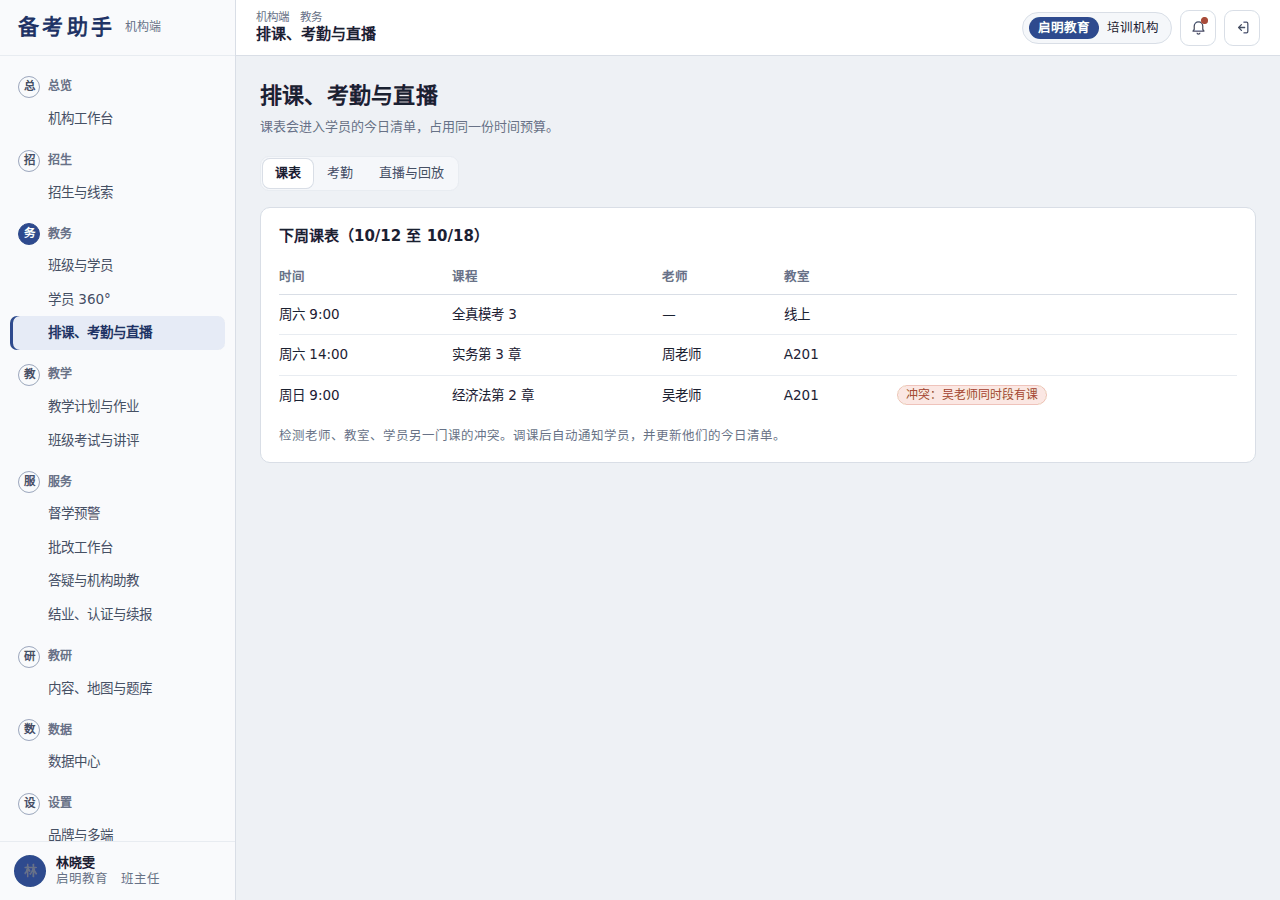 备考助手 机构端
总 总览
机构工作台
招 招生
招生与线索
务 教务
班级与学员
学员 360°
排课、考勤与直播
教 教学
教学计划与作业
班级考试与讲评
服 服务
督学预警
批改工作台
答疑与机构助教
结业、认证与续报
研 教研
内容、地图与题库
数 数据
数据中心
设 设置
品牌与多端
林 林晓雯
启明教育 班主任
机构端 教务
排课、考勤与直播
启明教育 培训机构
排课、考勤与直播
课表会进入学员的今日清单，占用同一份时间预算。
课表 考勤 直播与回放
下周课表（10/12 至 10/18）
时间 课程 老师 教室
周六 9:00 全真模考 3 — 线上
周六 14:00 实务第 3 章 周老师 A201
周日 9:00 经济法第 2 章 吴老师 A201 冲突：吴老师同时段有课
检测老师、教室、学员另一门课的冲突。调课后自动通知学员，并更新他们的今日清单。